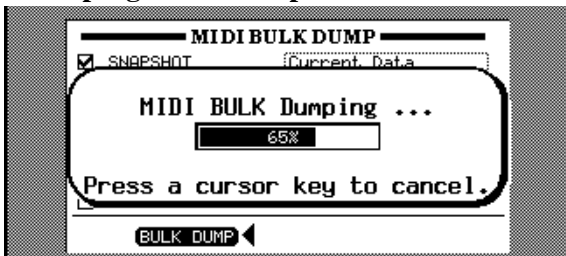 MIDI BULK DUMP
SNAPSHOT Current Data
MIDI BULK Dumping ...
65%
Press a cursor key to cancel.
BULK DUMP